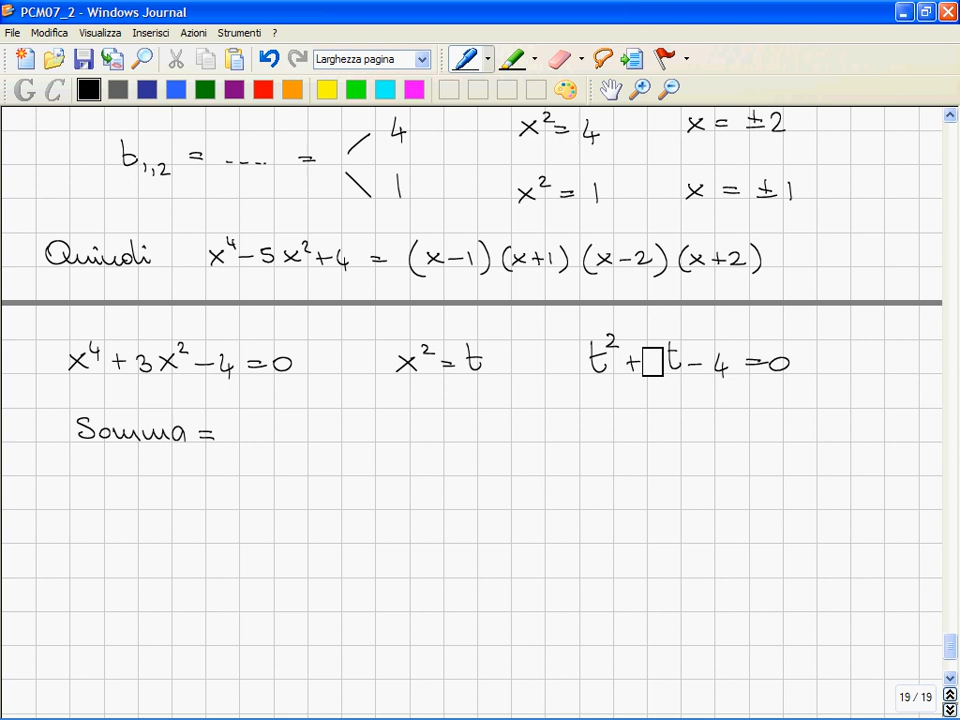 PCM07_2 - Windows Journal
File Modifica Visualizza Inserisci Azioni Strumenti ?
Larghezza pagina
G C
b₁,₂ = ---.. = 4 x² = 4 x = ±2
1 x² = 1 x = ±1
Quindi x⁴ - 5x² + 4 = (x-1) (x+1) (x-2) (x+2)
x⁴ + 3x² - 4 = 0 x² = t t² + □t - 4 = 0
Somma =
19 / 19